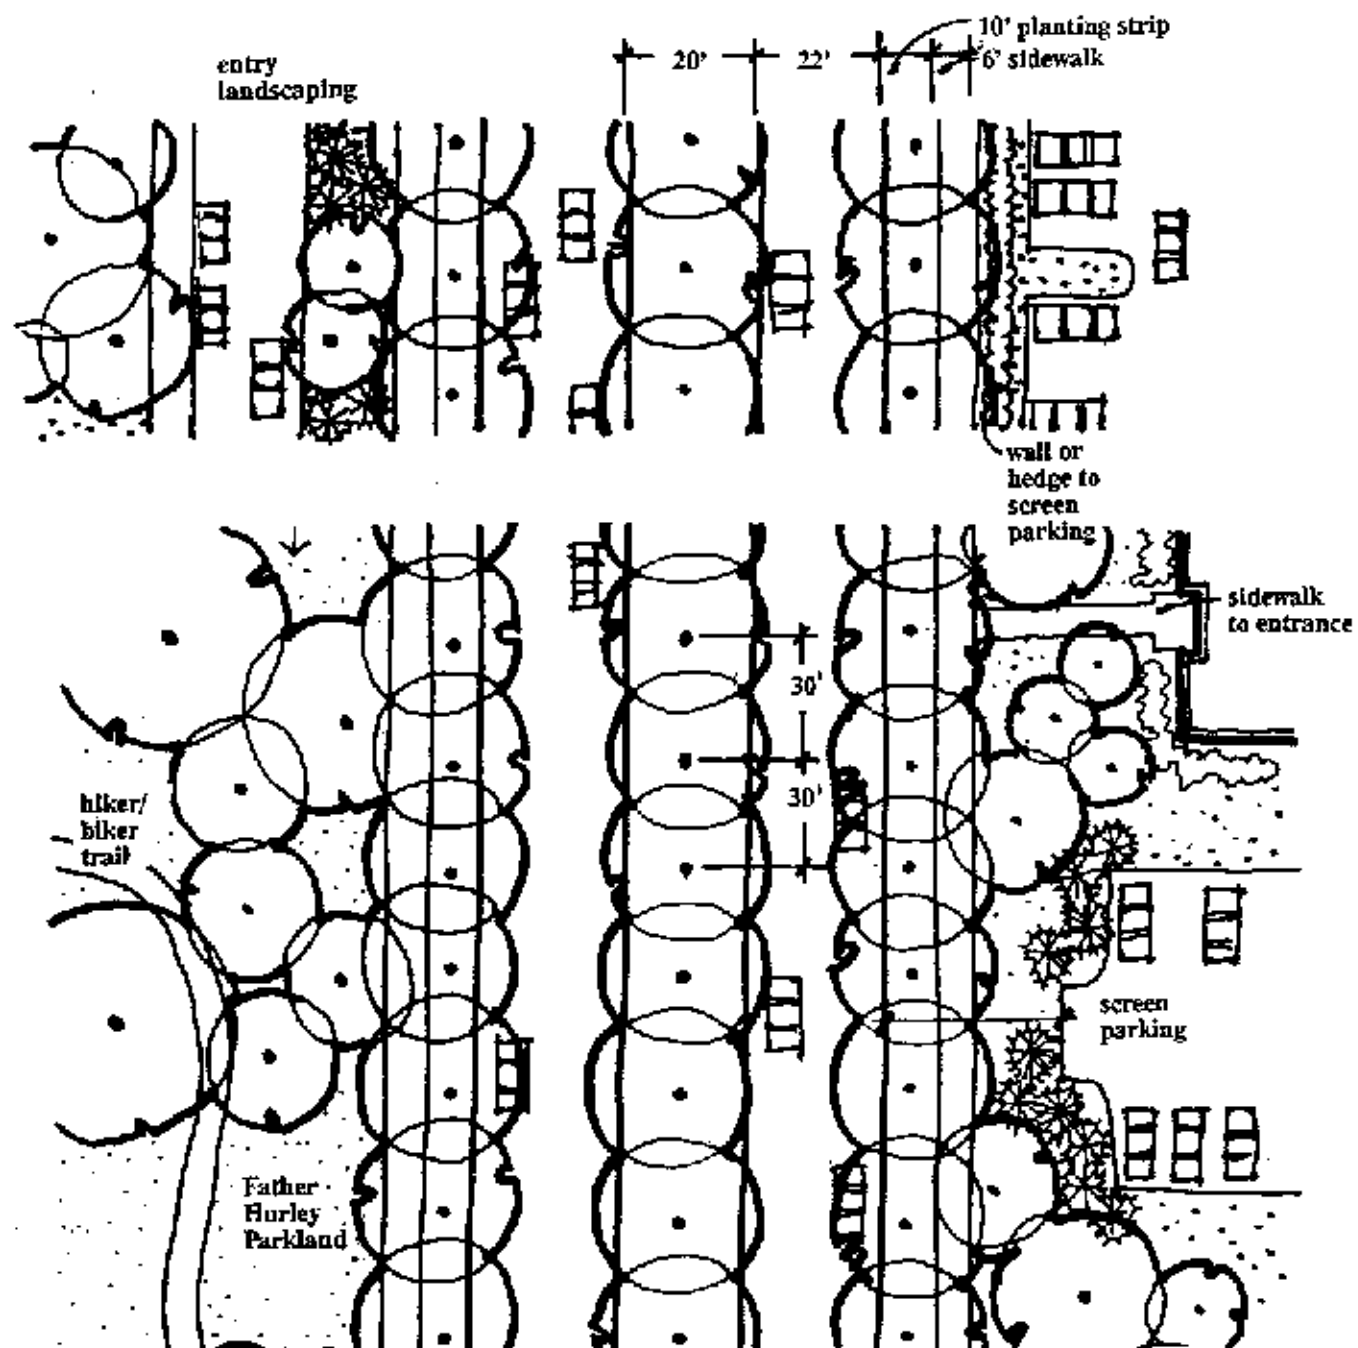 10' planting strip
6' sidewalk
20'
22'
entry
landscaping
wall or
hedge to
screen
parking
sidewalk
to entrance
30'
30'
hiker/
biker
trail
screen
parking
Father
Hurley
Parkland